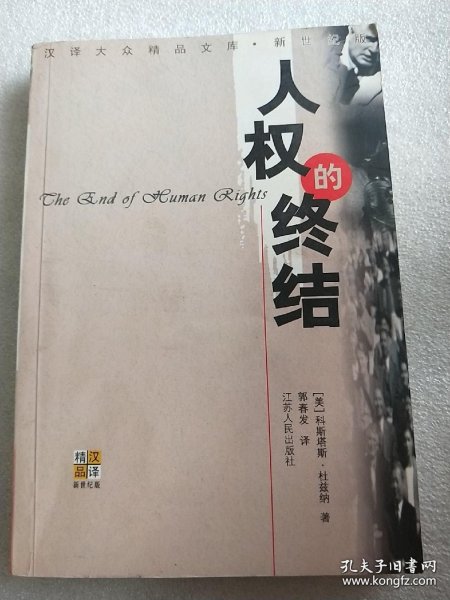 汉译大众精品文库·新世纪版
人权的终结
The End of Human Rights
[美]科斯塔斯·杜兹纳 著
郭春发 译
江苏人民出版社
汉译
精品
新世纪版
孔夫子旧书网
www.kongfz.com